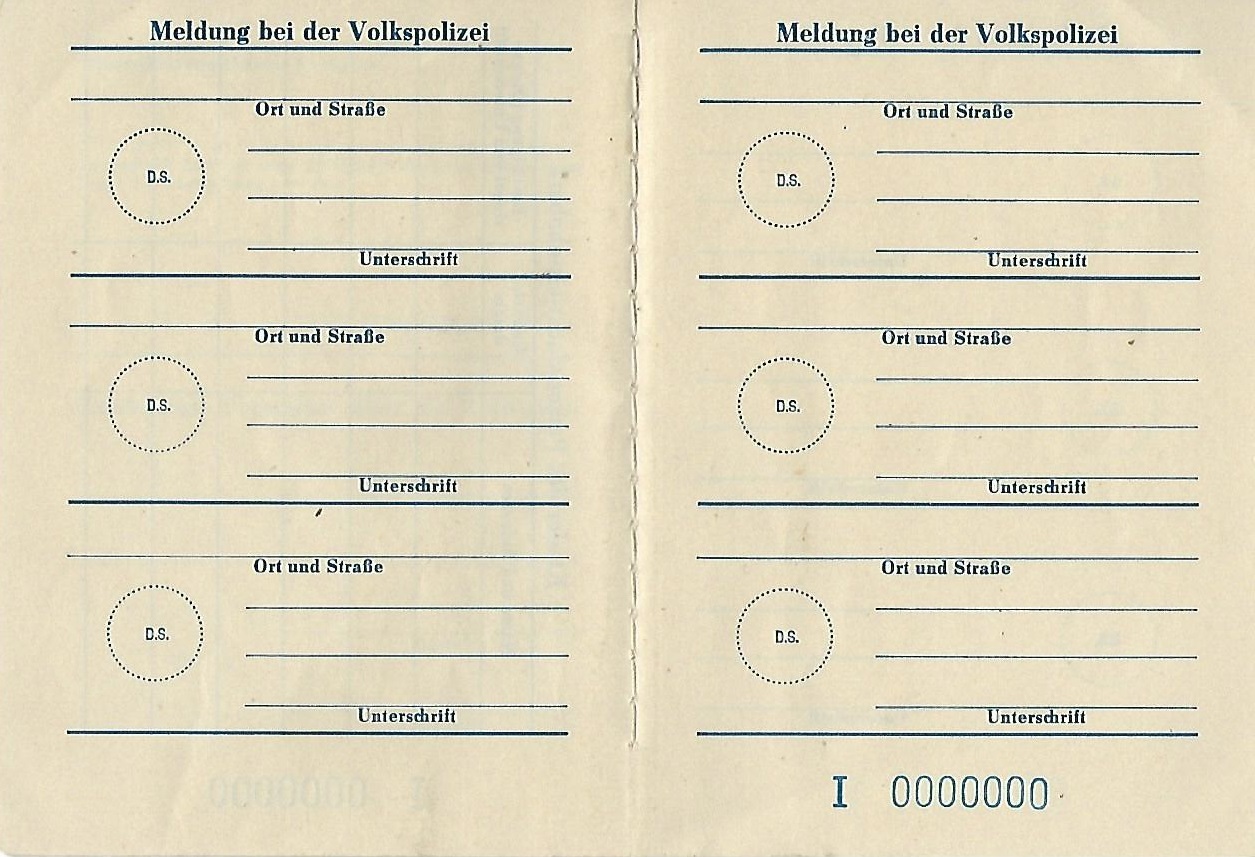 Meldung bei der Volkspolizei
Ort und Straße
D.S.
Unterschrift
Ort und Straße
D.S.
Unterschrift
Ort und Straße
D.S.
Unterschrift
Meldung bei der Volkspolizei
Ort und Straße
D.S.
Unterschrift
Ort und Straße
D.S.
Unterschrift
Ort und Straße
D.S.
Unterschrift
I 0000000